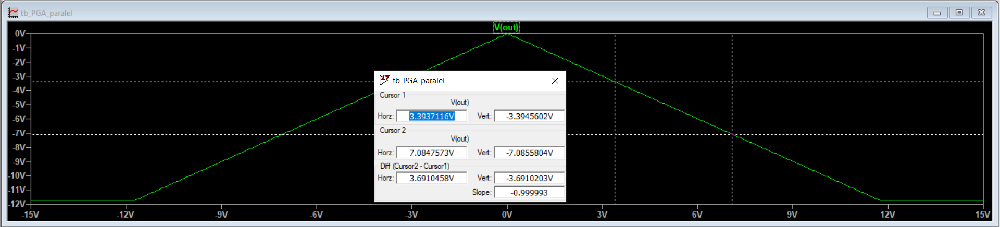 tb_PGA_paralel
V(out)
0V
-1V
-2V
-3V
-4V
-5V
-6V
-7V
-8V
-9V
-10V
-11V
-12V
tb_PGA_paralel
Cursor 1
V(out)
Horz: 3.3937116V Vert: -3.3945602V
Cursor 2
V(out)
Horz: 7.0847573V Vert: -7.0855804V
Diff (Cursor2 - Cursor1)
Horz: 3.6910458V Vert: -3.6910203V
Slope: -0.999993
-15V -12V -9V -6V -3V 0V 3V 6V 9V 12V 15V